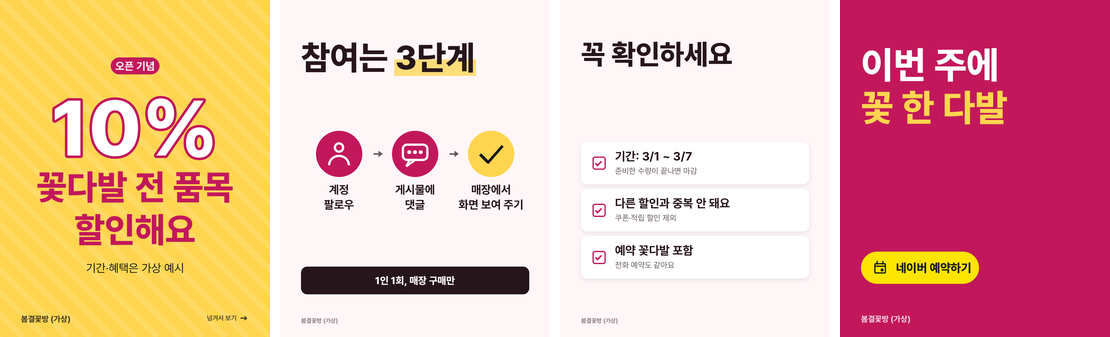 오픈 기념
10%
꽃다발 전 품목
할인해요
기간·혜택은 가상 예시
봄결꽃방 (가상)
넘겨서 보기 →
참여는 3단계
계정
팔로우
게시물에
댓글
매장에서
화면 보여 주기
1인 1회, 매장 구매만
봄결꽃방 (가상)
꼭 확인하세요
기간: 3/1 ~ 3/7
준비한 수량이 끝나면 마감
다른 할인과 중복 안 돼요
쿠폰·적립 할인 제외
예약 꽃다발 포함
전화 예약도 같아요
봄결꽃방 (가상)
이번 주에
꽃 한 다발
네이버 예약하기
봄결꽃방 (가상)